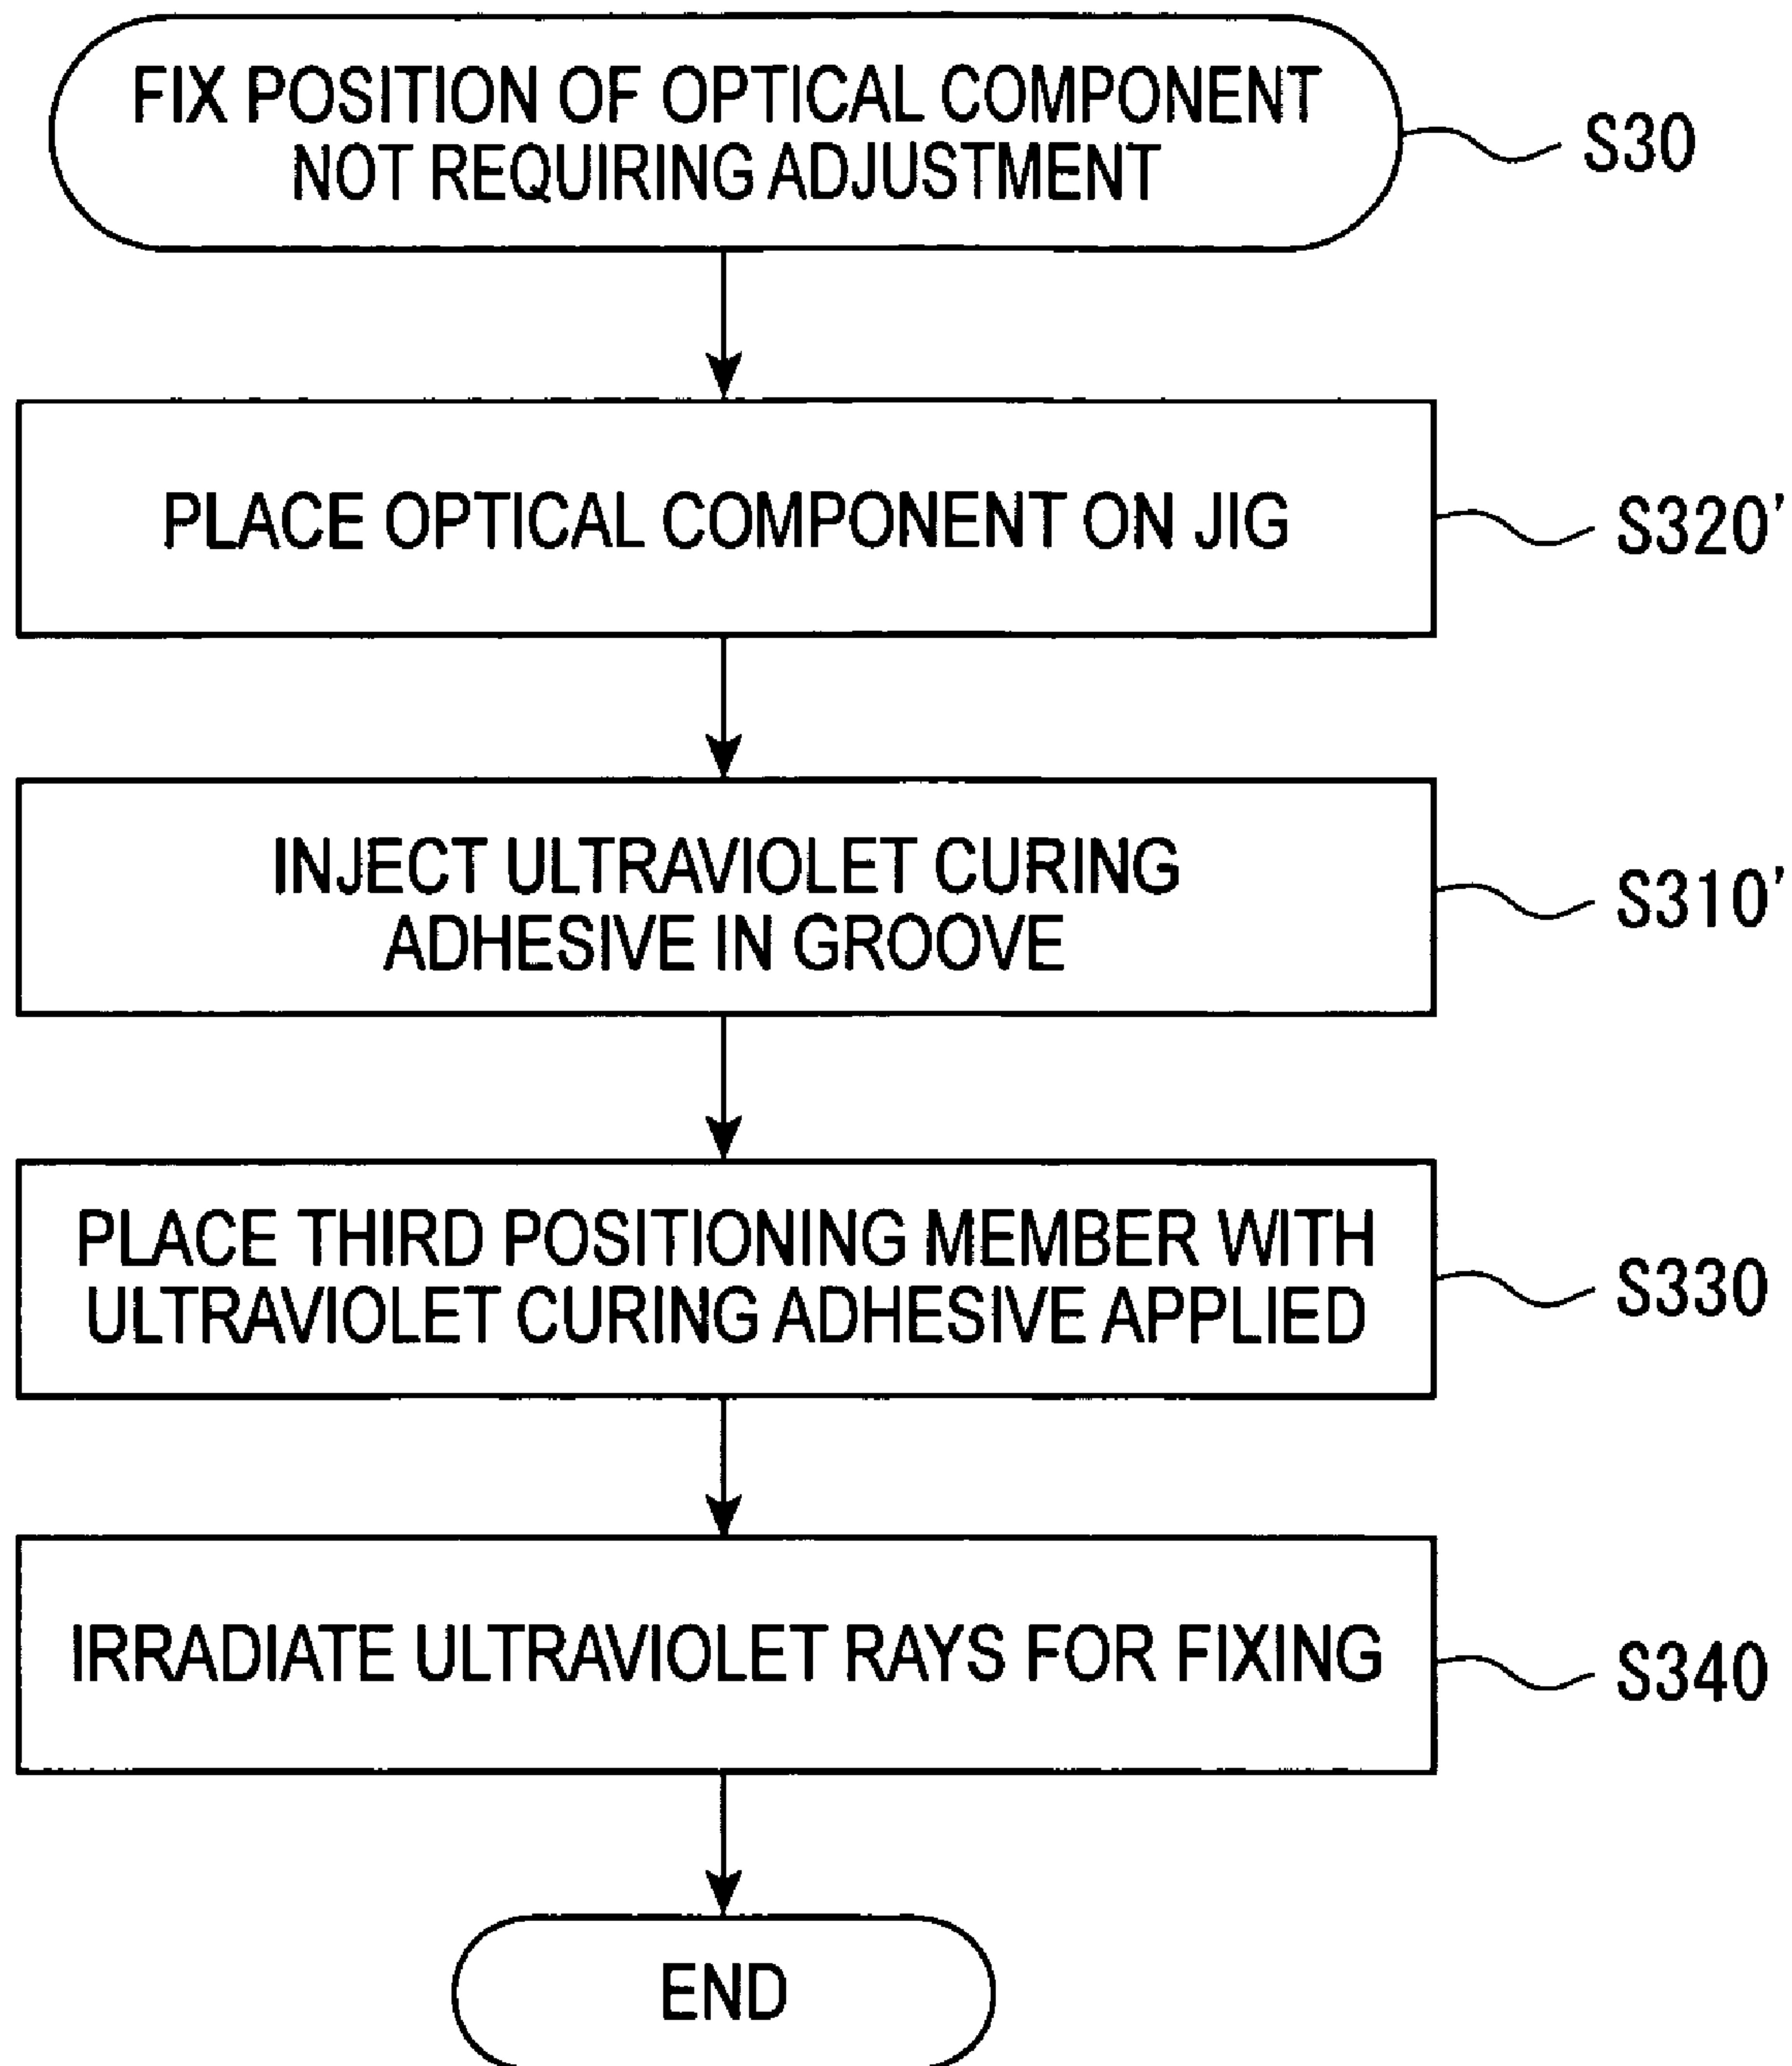 FIX POSITION OF OPTICAL COMPONENT
NOT REQUIRING ADJUSTMENT
S30
PLACE OPTICAL COMPONENT ON JIG
S320'
INJECT ULTRAVIOLET CURING
ADHESIVE IN GROOVE
S310'
PLACE THIRD POSITIONING MEMBER WITH
ULTRAVIOLET CURING ADHESIVE APPLIED
S330
IRRADIATE ULTRAVIOLET RAYS FOR FIXING
S340
END